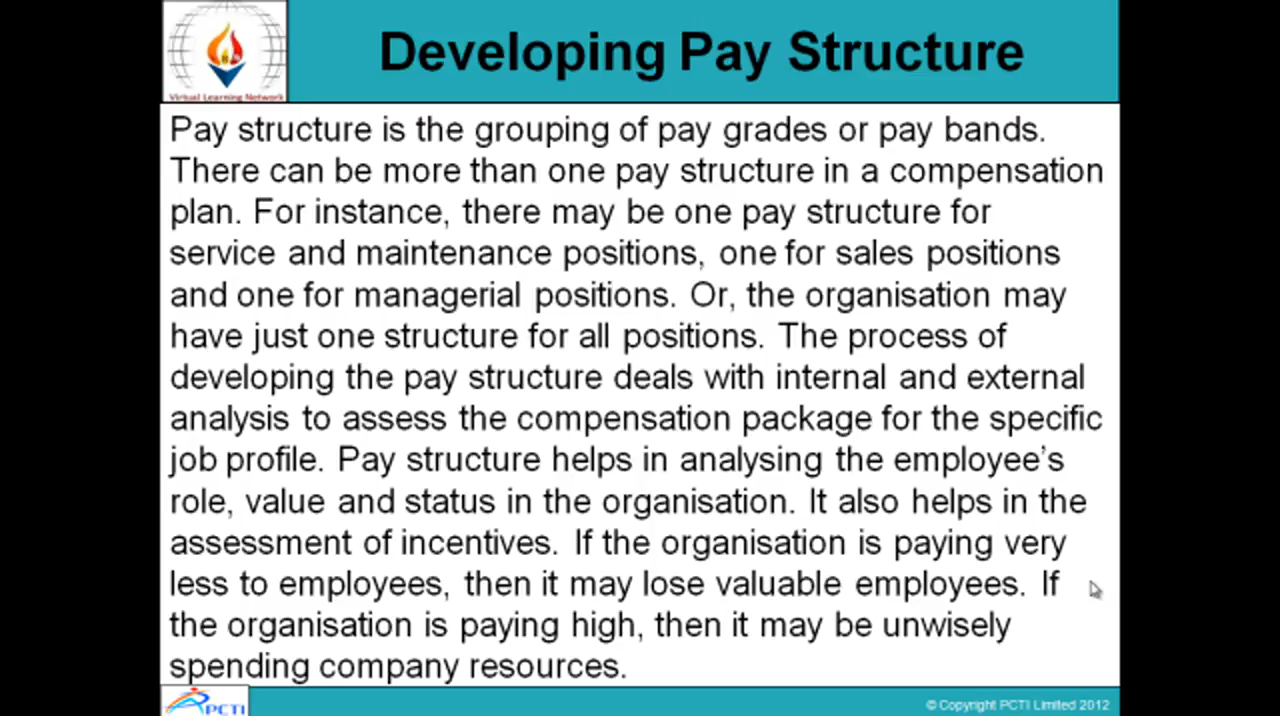 Developing Pay Structure
Virtual Learning Network
Pay structure is the grouping of pay grades or pay bands.
There can be more than one pay structure in a compensation
plan. For instance, there may be one pay structure for
service and maintenance positions, one for sales positions
and one for managerial positions. Or, the organisation may
have just one structure for all positions. The process of
developing the pay structure deals with internal and external
analysis to assess the compensation package for the specific
job profile. Pay structure helps in analysing the employee’s
role, value and status in the organisation. It also helps in the
assessment of incentives. If the organisation is paying very
less to employees, then it may lose valuable employees. If
the organisation is paying high, then it may be unwisely
spending company resources.
PCTI
© Copyright PCTI Limited 2012